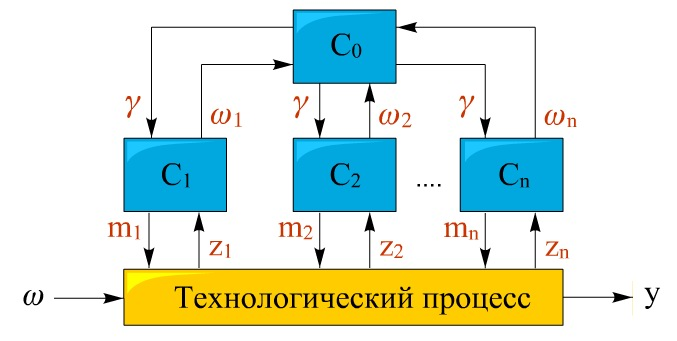 C₀
γ ω₁ γ ω₂ γ ωₙ
C₁ C₂ .... Cₙ
m₁ z₁ m₂ z₂ mₙ zₙ
ω Технологический процесс y